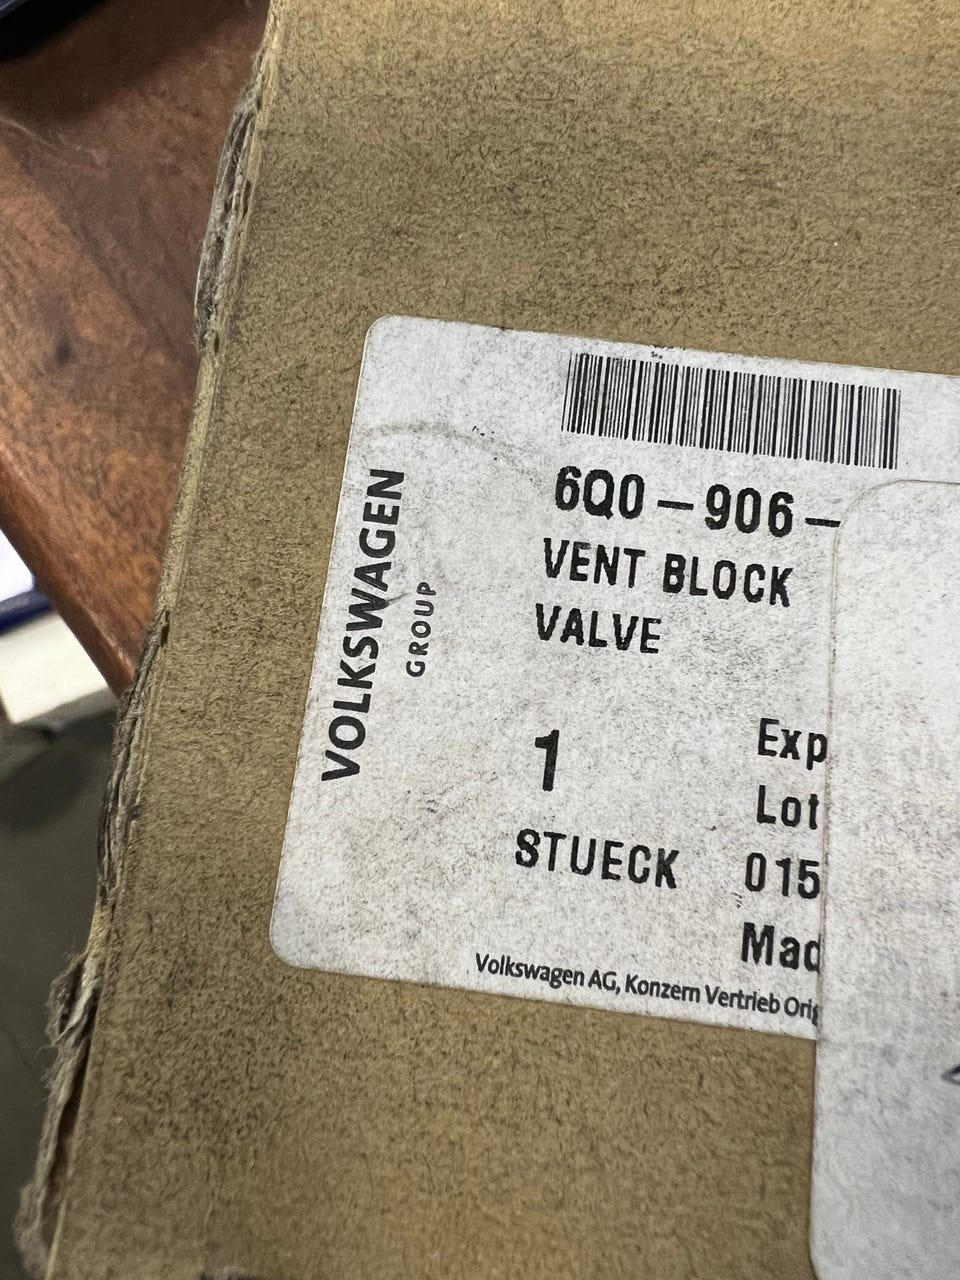 6Q0-906-
VENT BLOCK
VALVE
VOLKSWAGEN
GROUP
1
STUECK
Exp
Lot
015
Mad
Volkswagen AG, Konzern Vertrieb Orig